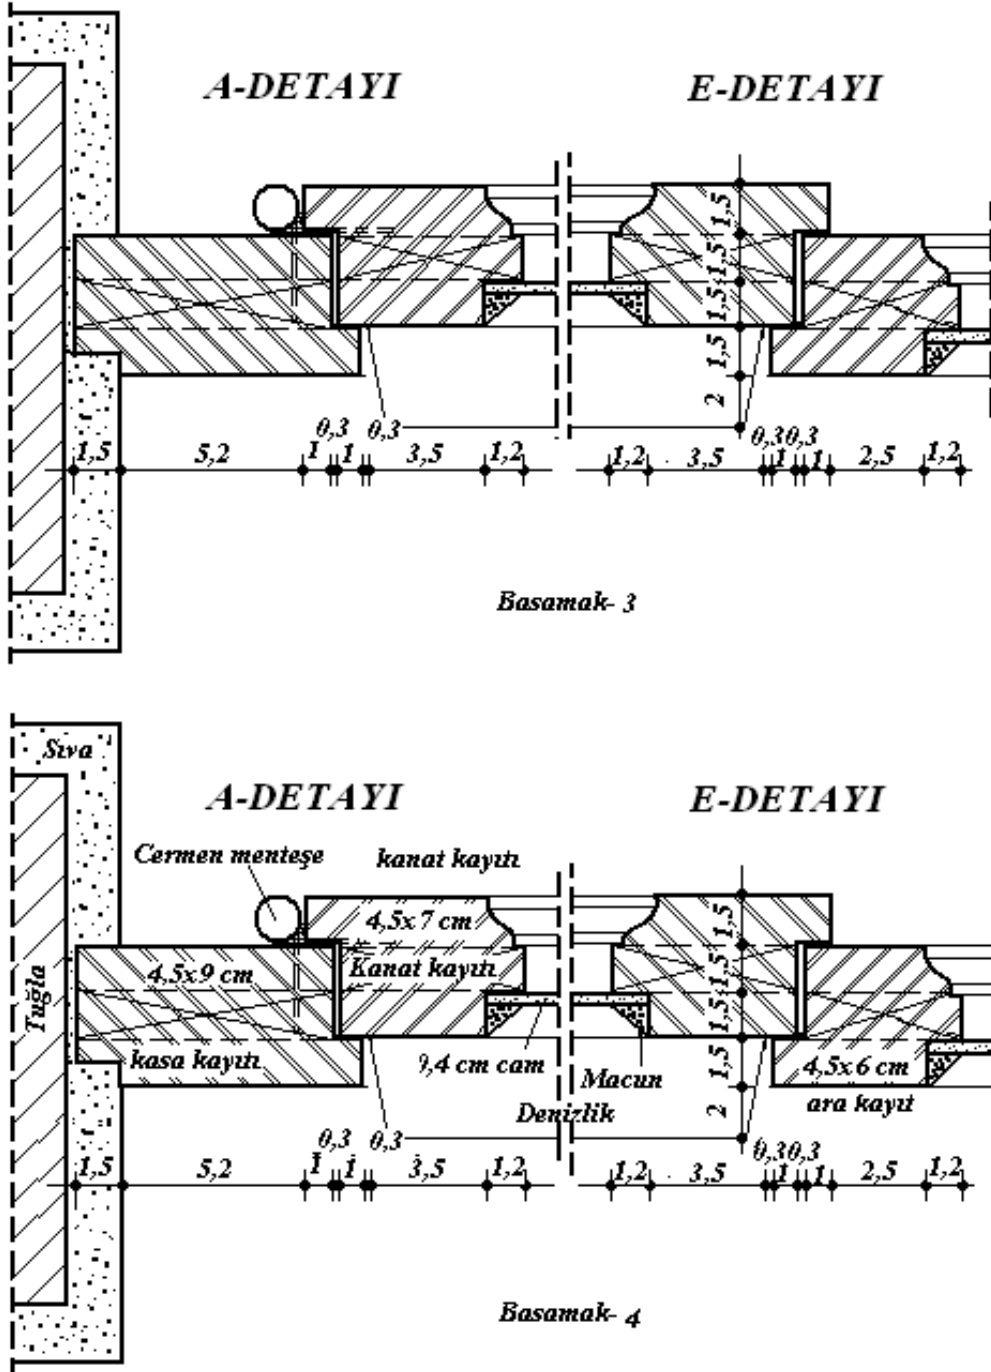 A-DETAYI
E-DETAYI
1,5
1,5
1,5
1,5
2
0,3 0,3
0,3 0,3
1,5 5,2 1 1 3,5 1,2
1,2 3,5 1 1 2,5 1,2
Basamak- 3
Sıva
A-DETAYI
E-DETAYI
Cermen menteşe
kanat kayıtı
4,5x7 cm
4,5x9 cm
Kanat kayıtı
Tuğla
kasa kayıtı
,4 cm cam
Macun
Denizlik
4,5x6 cm
ara kayıt
1,5
1,5
1,5
1,5
2
0,3 0,3
0,3 0,3
1,5 5,2 1 1 3,5 1,2
1,2 3,5 1 1 2,5 1,2
Basamak- 4